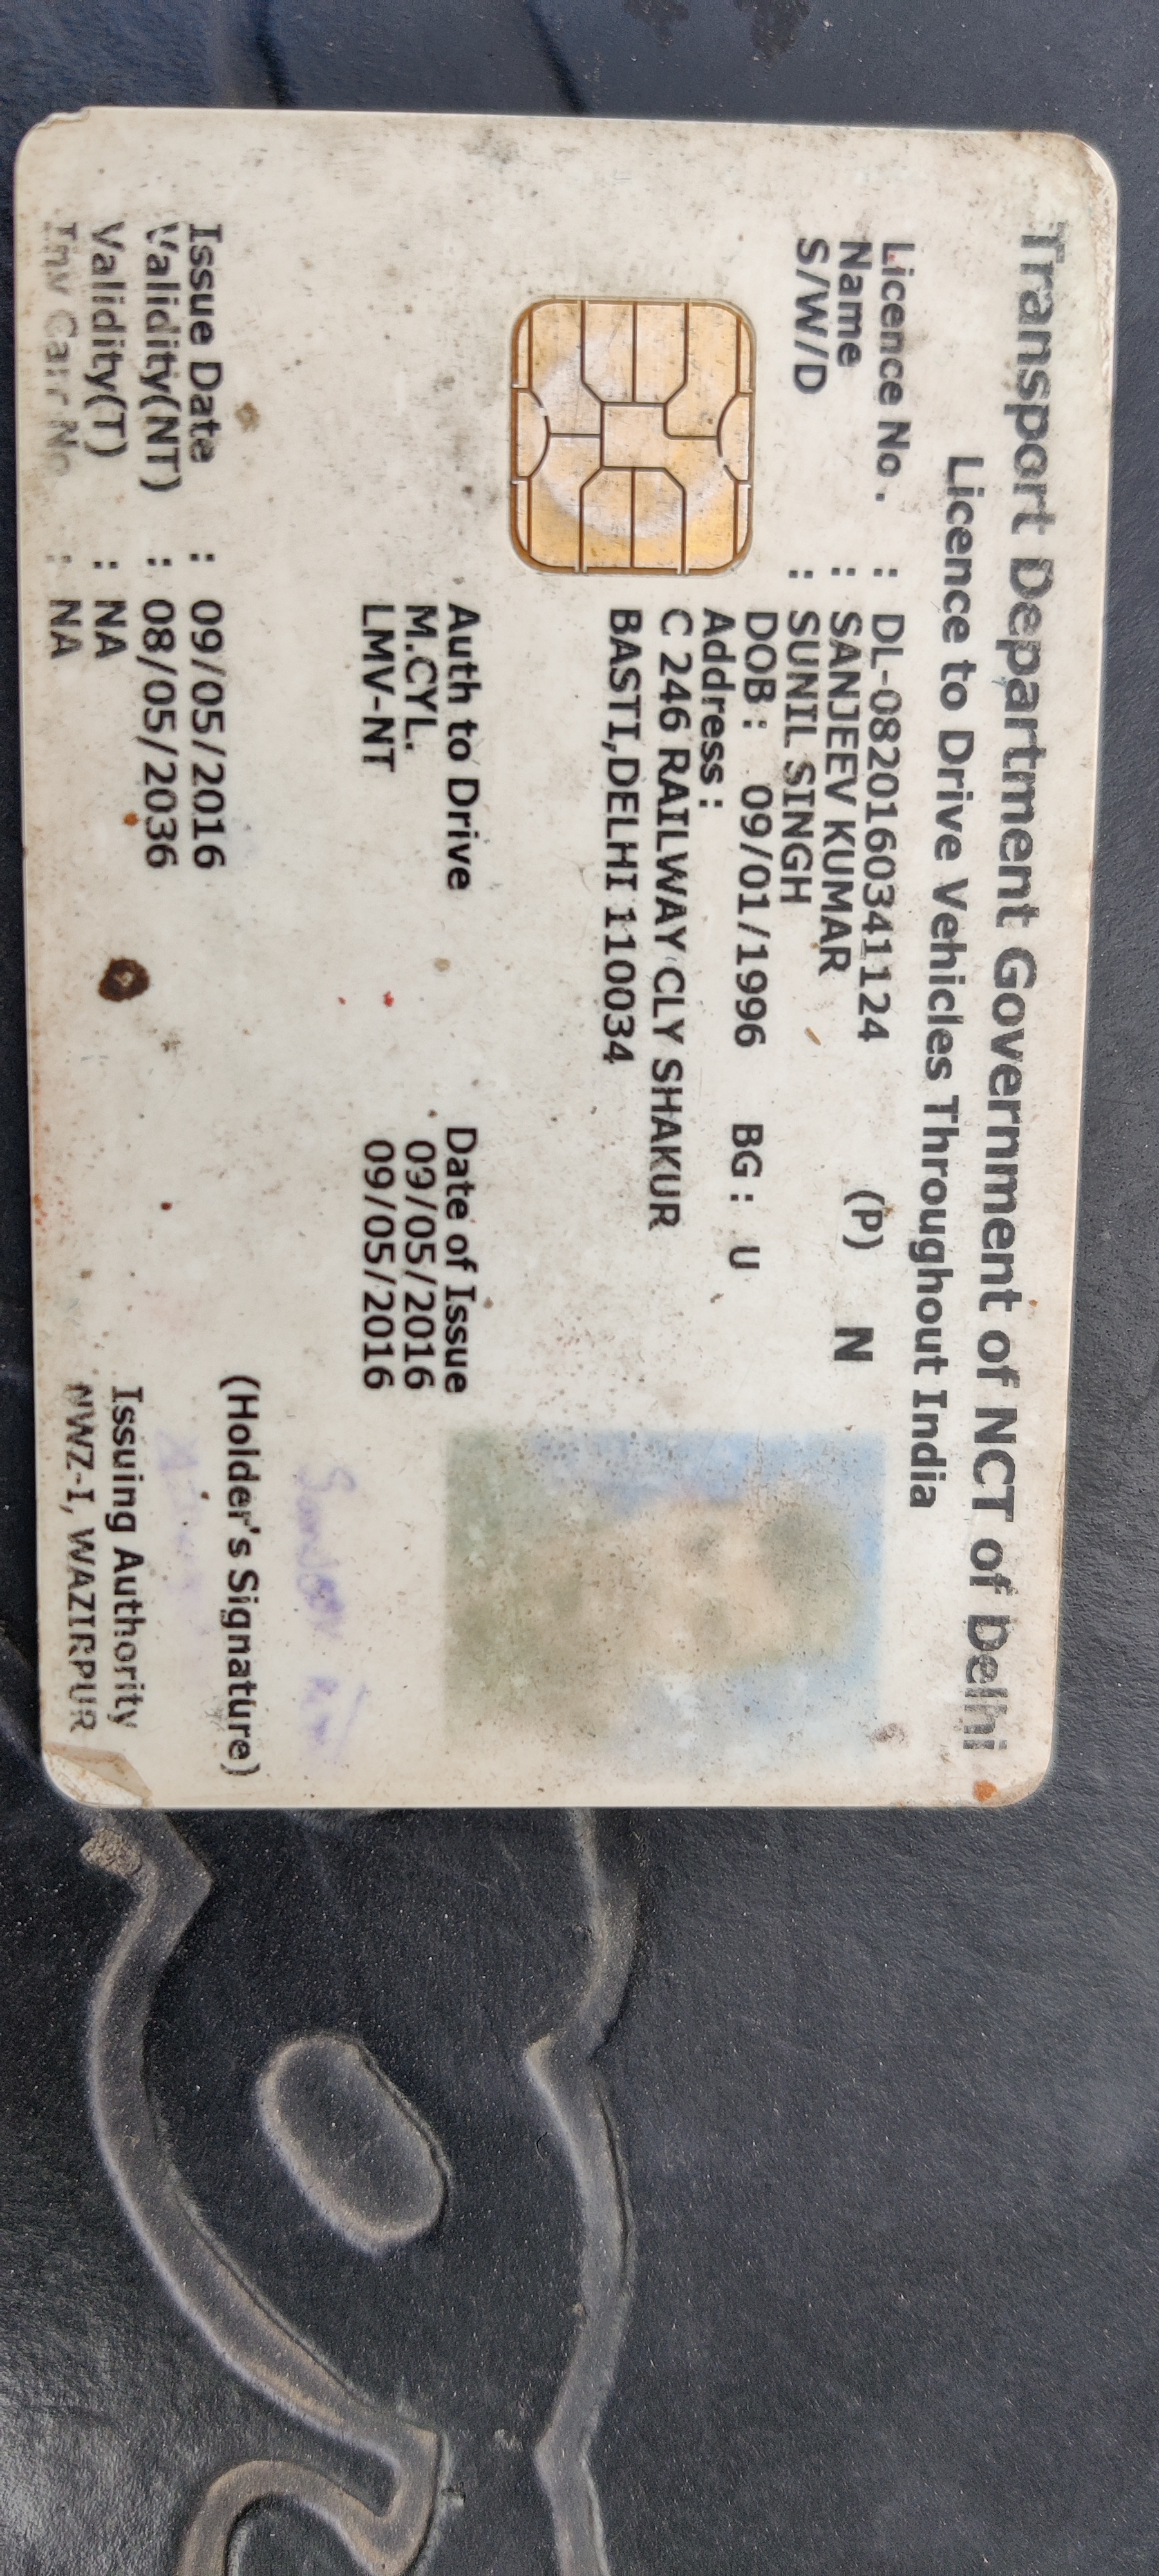 Transport Department Government of NCT of Delhi
Licence to Drive Vehicles Throughout India
Licence No. : DL-0820160341124 (P) N
Name : SANJEEV KUMAR
S/W/D : SUNIL SINGH
DOB : 09/01/1996 BG : U
Address :
C 246 RAILWAY CLY SHAKUR
BASTI,DELHI 110034
Auth to Drive Date of Issue
M.CYL. 09/05/2016
LMV-NT 09/05/2016
Issue Date : 09/05/2016
(Holder's Signature)
Validity(NT) : 08/05/2036
Validity(T) : NA
Issuing Authority
Inv Carr No : NA
NWZ-I, WAZIRPUR